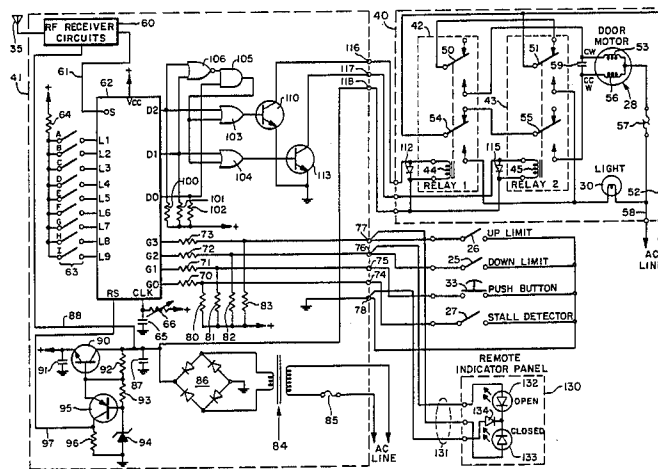 35
RF RECEIVER
CIRCUITS
60
41
61
62
S
VCC
64
A
B
C
D
E
F
G
H
L1
L2
L3
L4
L5
L6
L7
L8
L9
63
D2
D1
D0
G3
G2
G1
G0
RS
CLK
106
105
103
104
110
113
100
101
102
73
72
71
70
65
66
80
81
82
83
88
90
91
92
87
93
95
94
96
97
86
84
85
AC
LINE
116
117
118
77
76
75
74
78
40
42
50
54
112
44
RELAY 1
43
51
55
115
45
RELAY 2
DOOR
MOTOR
CW
53
59
CC
W
56
28
57
LIGHT
30
52
58
AC
LINE
UP LIMIT
26
25
DOWN LIMIT
33
PUSH BUTTON
27
STALL DETECTOR
REMOTE
INDICATOR PANEL
130
132
OPEN
134
CLOSED
133
131